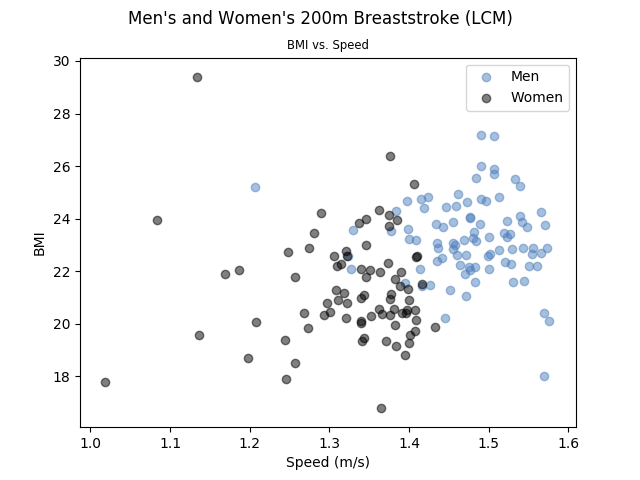 Men's and Women's 200m Breaststroke (LCM)
BMI vs. Speed
Men
Women
30
28
26
24
22
20
18
BMI
1.0 1.1 1.2 1.3 1.4 1.5 1.6
Speed (m/s)